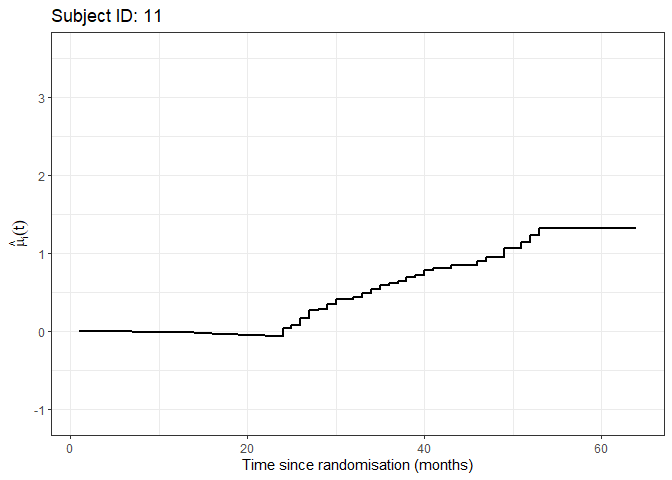 Subject ID: 11
3
2
1
0
-1
μ̂ᵢ(t)
0 20 40 60
Time since randomisation (months)